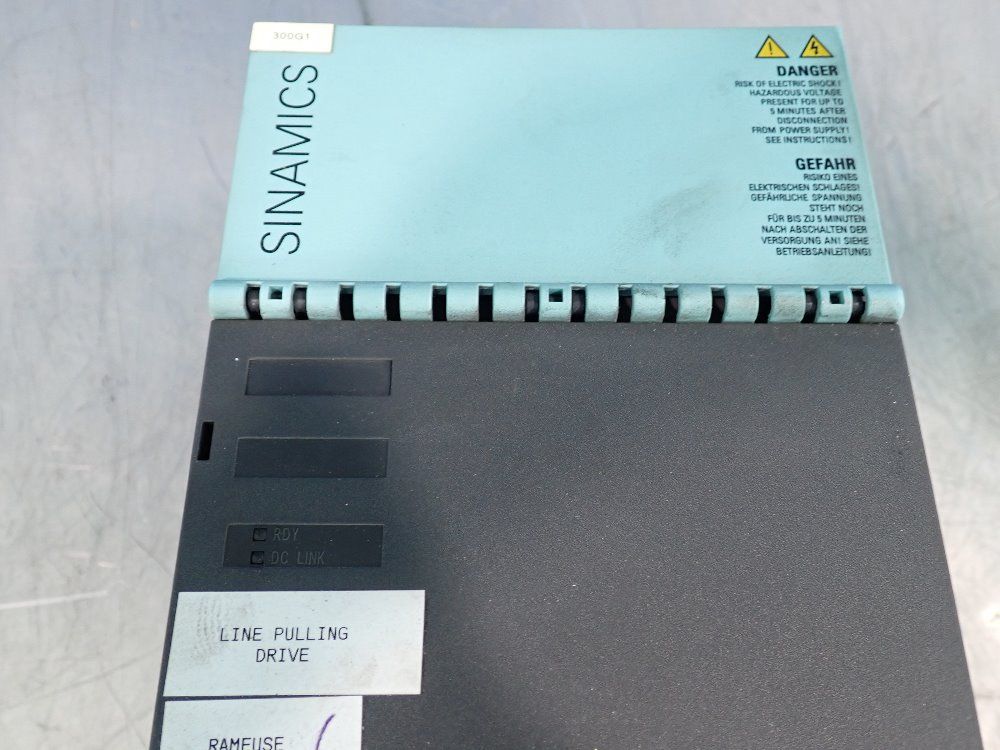 300G1
SINAMICS
DANGER
RISK OF ELECTRIC SHOCK!
HAZARDOUS VOLTAGE
PRESENT FOR UP TO
5 MINUTES AFTER
DISCONNECTION
FROM POWER SUPPLY!
SEE INSTRUCTIONS!
GEFAHR
RISIKO EINES
ELEKTRISCHEN SCHLAGES!
GEFÄHRLICHE SPANNUNG
STEHT NOCH
FÜR BIS ZU 5 MINUTEN
NACH ABSCHALTEN DER
VERSORGUNG AN! SIEHE
BETRIEBSANLEITUNG!
RDY
DC LINK
LINE PULLING
DRIVE
RAMEUSE